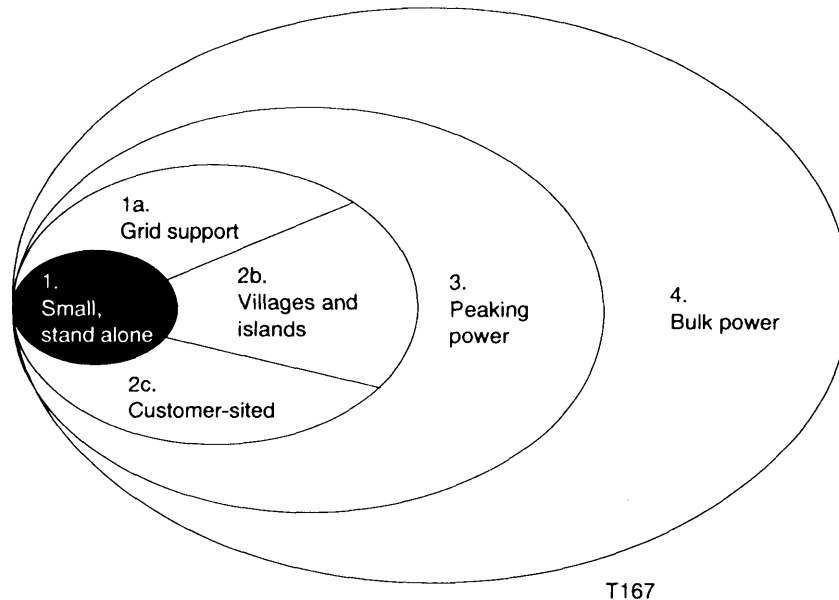 1a.
Grid support
1.
Small,
stand alone
2b.
Villages and
islands
2c.
Customer-sited
3.
Peaking
power
4.
Bulk power
T167